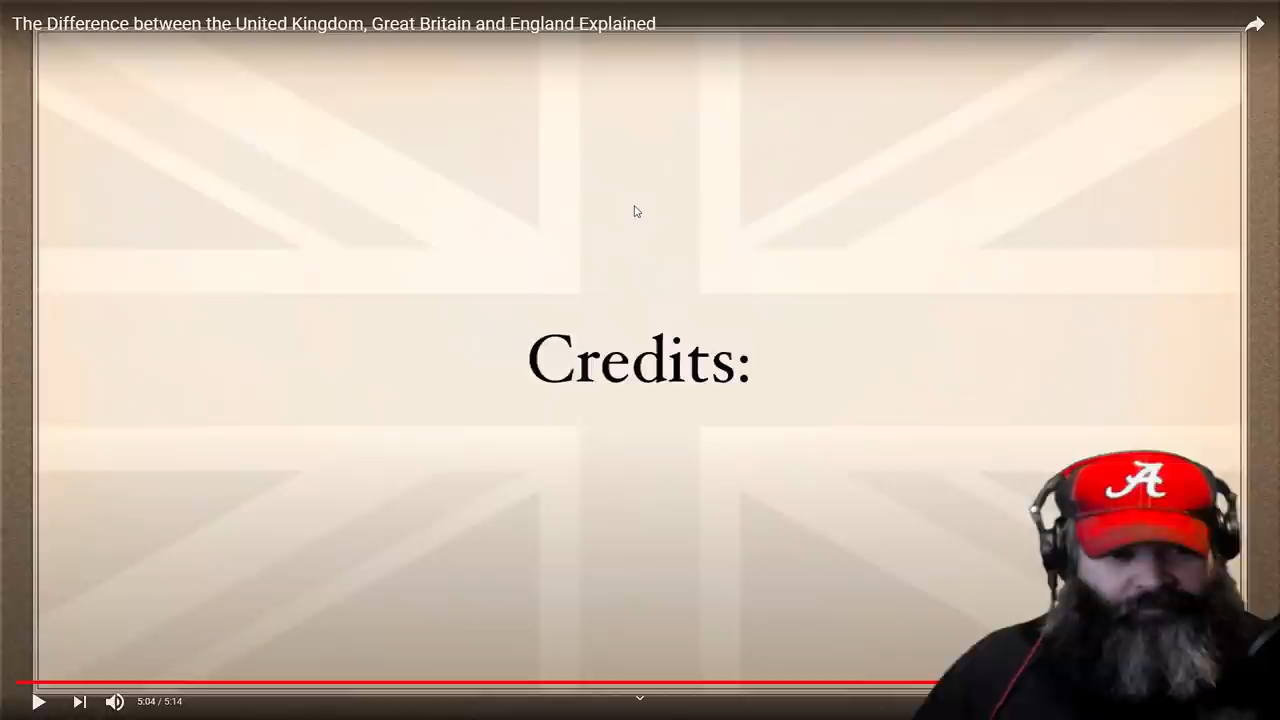 The Difference between the United Kingdom, Great Britain and England Explained
Credits:
A
5:04 / 5:14